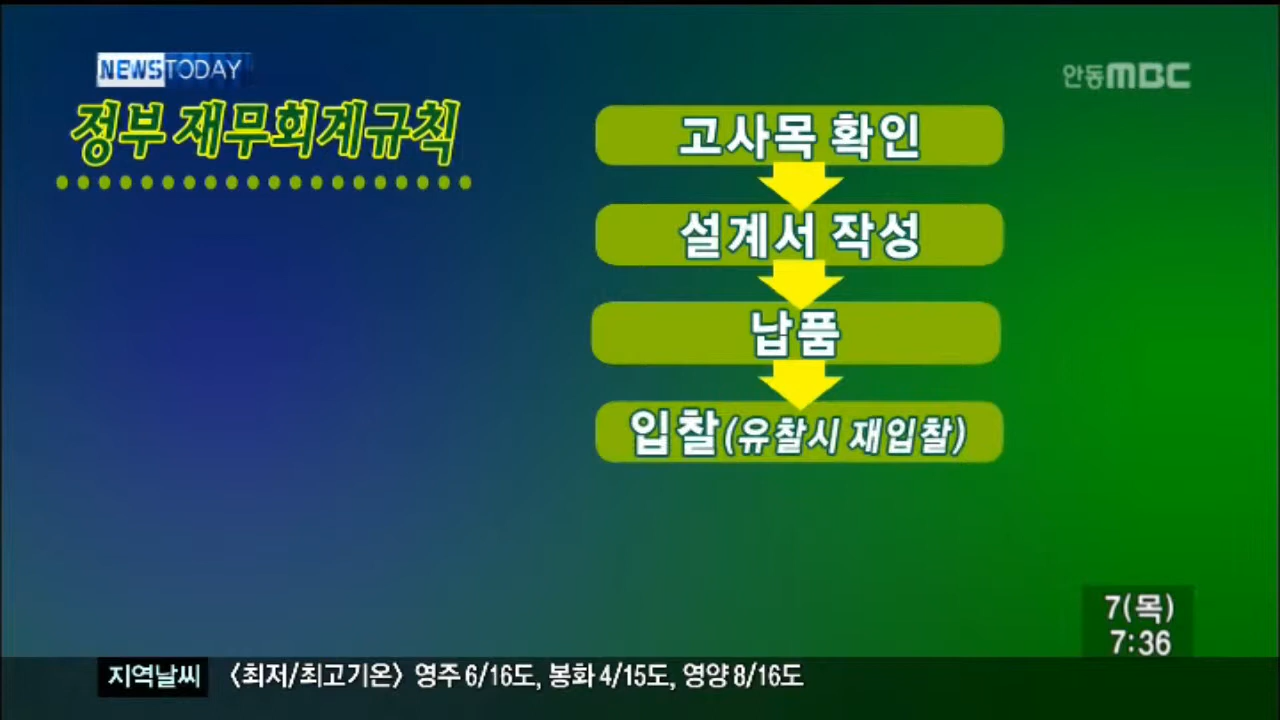 NEWSTODAY
안동MBC
정부 재무회계규칙
고사목 확인
설계서 작성
납품
입찰(유찰시 재입찰)
7(목)
7:36
지역날씨 〈최저/최고기온〉 영주 6/16도, 봉화 4/15도, 영양 8/16도